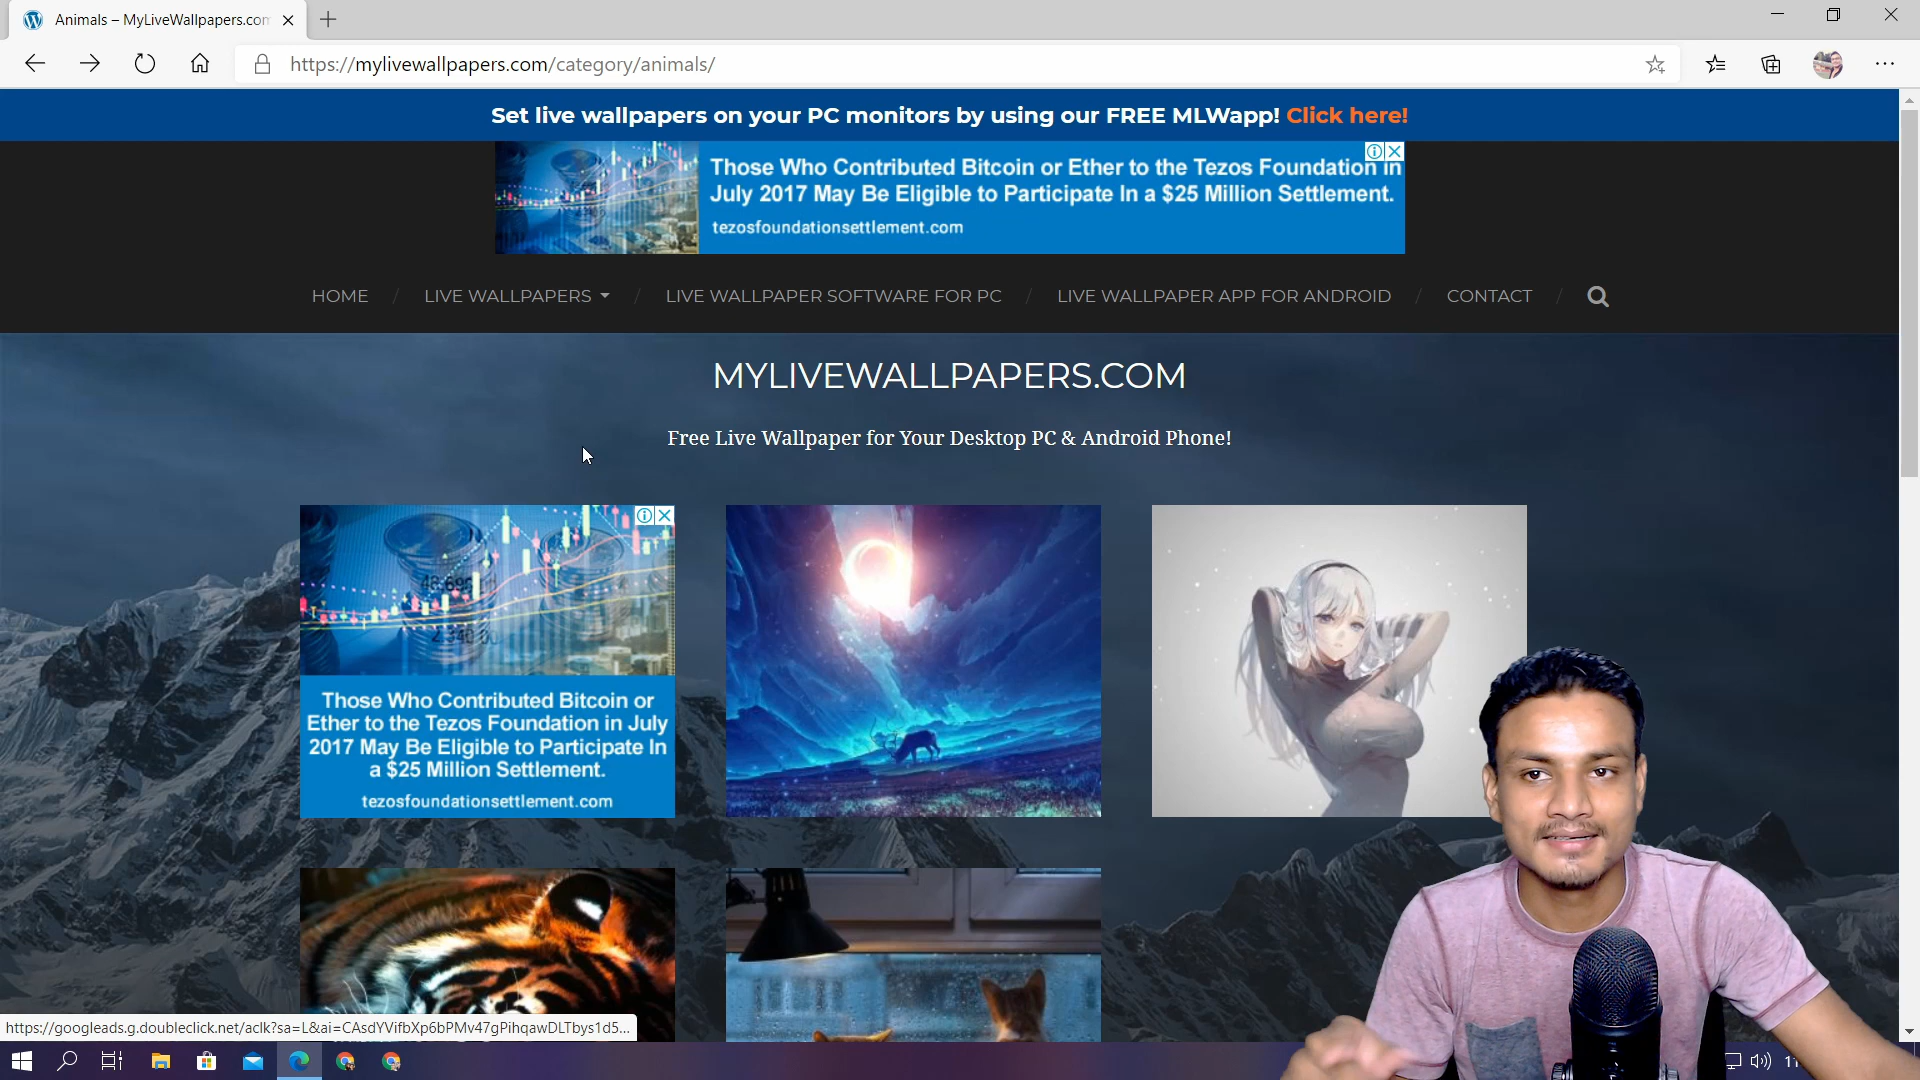 Animals – MyLiveWallpapers.com
https://mylivewallpapers.com/category/animals/
Set live wallpapers on your PC monitors by using our FREE MLWapp! Click here!
Those Who Contributed Bitcoin or Ether to the Tezos Foundation in
July 2017 May Be Eligible to Participate In a $25 Million Settlement.
tezosfoundationsettlement.com
HOME / LIVE WALLPAPERS / LIVE WALLPAPER SOFTWARE FOR PC / LIVE WALLPAPER APP FOR ANDROID / CONTACT /
MYLIVEWALLPAPERS.COM
Free Live Wallpaper for Your Desktop PC & Android Phone!
Those Who Contributed Bitcoin or
Ether to the Tezos Foundation in July
2017 May Be Eligible to Participate In
a $25 Million Settlement.
tezosfoundationsettlement.com
https://googleads.g.doubleclick.net/aclk?sa=L&ai=CAsdYVifbXp6bPMv47gPihqawDLTbys1d5...